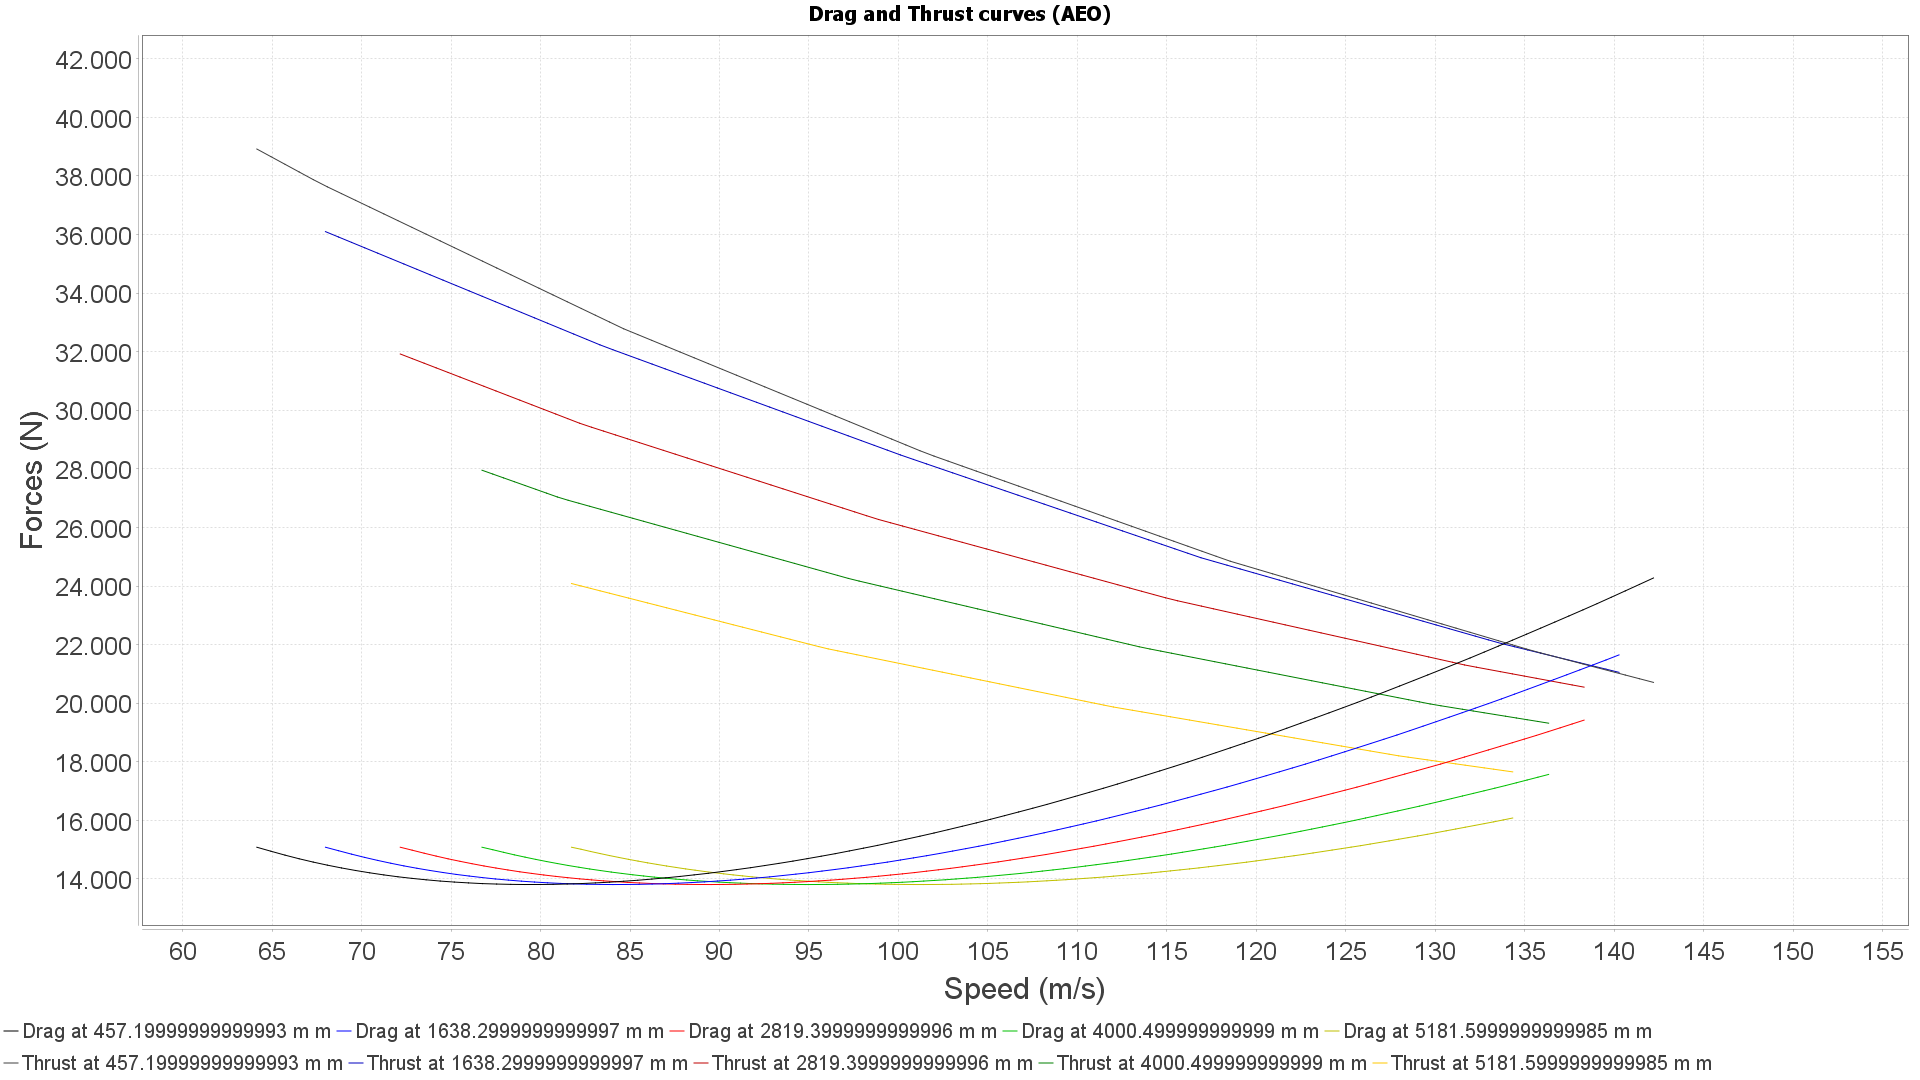 Drag and Thrust curves (AEO)
42.000
40.000
38.000
36.000
34.000
32.000
30.000
28.000
26.000
24.000
22.000
20.000
18.000
16.000
14.000
Forces (N)
60 65 70 75 80 85 90 95 100 105 110 115 120 125 130 135 140 145 150 155
Speed (m/s)
Drag at 457.19999999999993 m m Drag at 1638.2999999999997 m m Drag at 2819.3999999999996 m m Drag at 4000.499999999999 m m Drag at 5181.5999999999985 m m
Thrust at 457.19999999999993 m m Thrust at 1638.2999999999997 m m Thrust at 2819.3999999999996 m m Thrust at 4000.499999999999 m m Thrust at 5181.5999999999985 m m